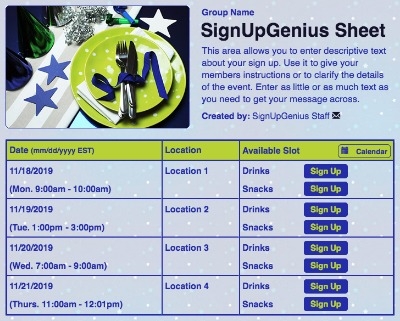 Group Name
SignUpGenius Sheet
This area allows you to enter descriptive text
about your sign up. Use it to give your
members instructions or to clarify the details
of the event. Enter as little or as much text as
you need to get your message across.
Created by: SignUpGenius Staff
Date (mm/dd/yyyy EST) Location Available Slot Calendar
11/18/2019 Location 1 Drinks Sign Up
(Mon. 9:00am - 10:00am) Snacks Sign Up
11/19/2019 Location 2 Drinks Sign Up
(Tue. 1:00pm - 3:00pm) Snacks Sign Up
11/20/2019 Location 3 Drinks Sign Up
(Wed. 7:00am - 9:00am) Snacks Sign Up
11/21/2019 Location 4 Drinks Sign Up
(Thurs. 11:00am - 12:01pm) Snacks Sign Up